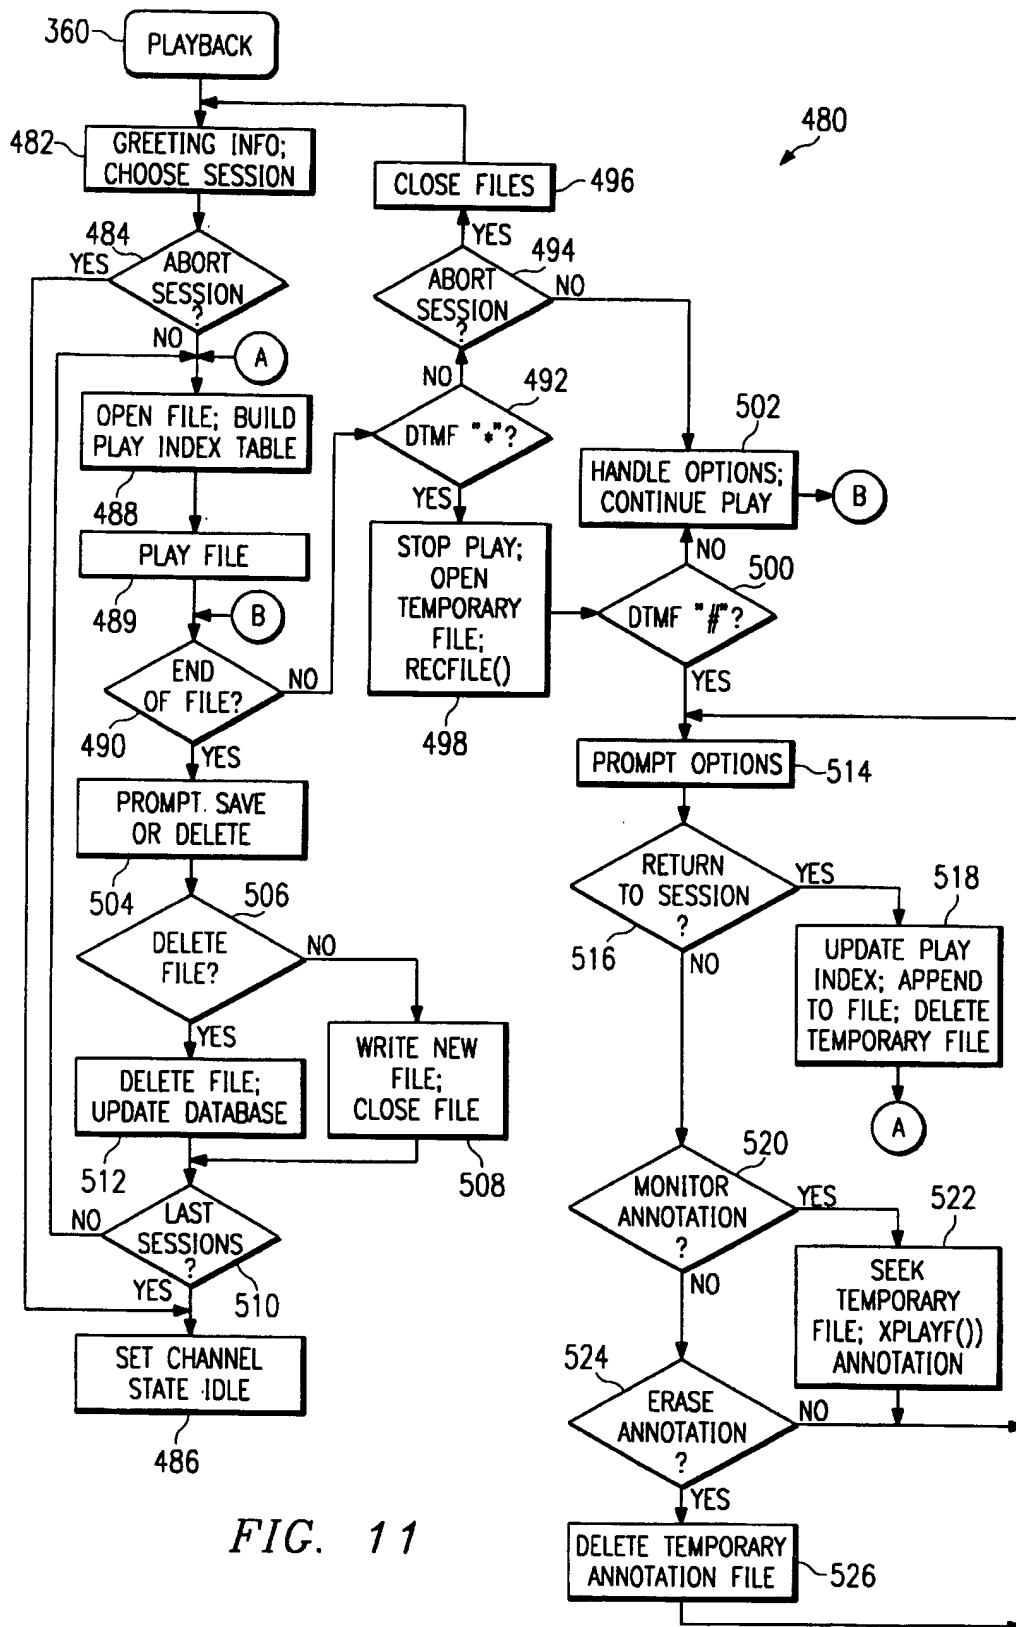 360
PLAYBACK
480
482
GREETING INFO;
CHOOSE SESSION
CLOSE FILES
496
484
YES
ABORT
SESSION
?
NO
A
YES
494
ABORT
SESSION
?
NO
OPEN FILE; BUILD
PLAY INDEX TABLE
488
NO
492
DTMF "*"?
YES
502
HANDLE OPTIONS;
CONTINUE PLAY
B
PLAY FILE
489
B
STOP PLAY;
OPEN
TEMPORARY
FILE;
RECFILE()
498
NO
500
DTMF "#"?
YES
END
OF FILE?
NO
490
YES
PROMPT OPTIONS
514
PROMPT. SAVE
OR DELETE
504
506
DELETE
FILE?
NO
YES
RETURN
TO SESSION
?
YES
516
NO
518
UPDATE PLAY
INDEX; APPEND
TO FILE; DELETE
TEMPORARY FILE
A
DELETE FILE;
UPDATE DATABASE
512
WRITE NEW
FILE;
CLOSE FILE
508
NO
LAST
SESSIONS
?
YES
510
520
MONITOR
ANNOTATION
?
YES
NO
522
SEEK
TEMPORARY
FILE; XPLAYF())
ANNOTATION
SET CHANNEL
STATE IDLE
486
524
ERASE
ANNOTATION
?
NO
YES
DELETE TEMPORARY
ANNOTATION FILE
526
FIG. 11